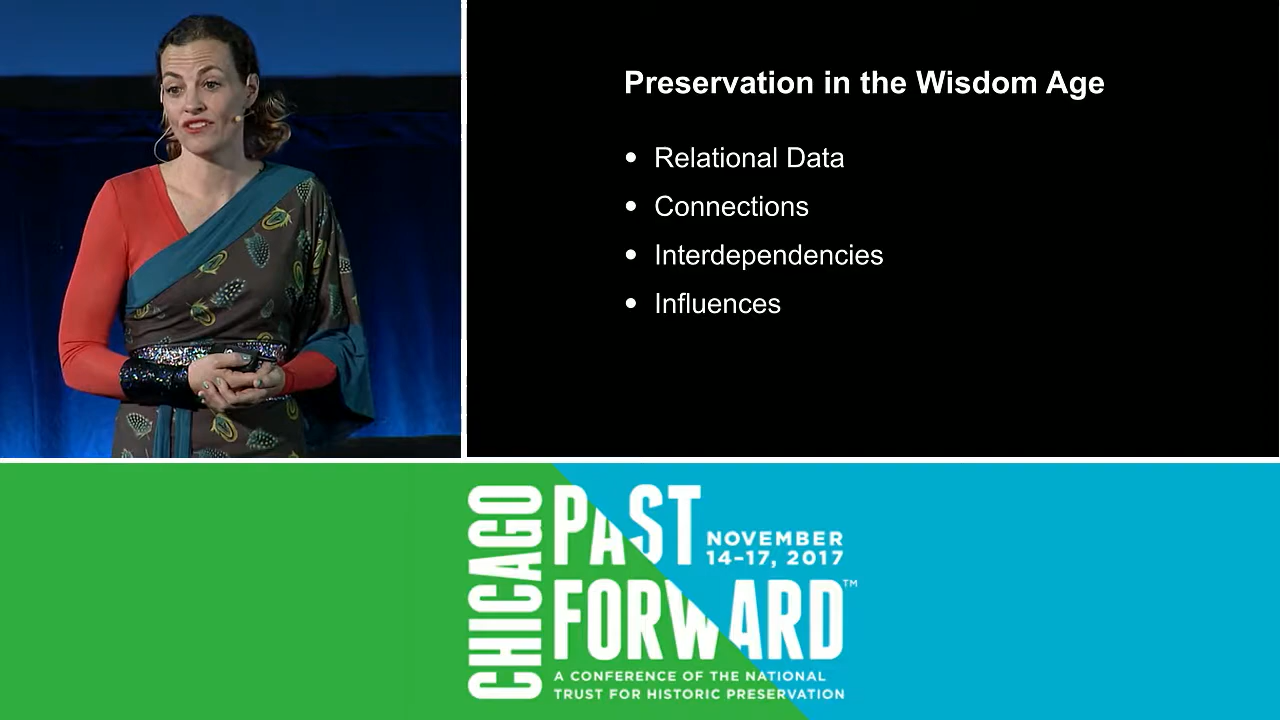 Preservation in the Wisdom Age
• Relational Data
• Connections
• Interdependencies
• Influences
CHICAGO
PAST
FORWARD™
NOVEMBER
14–17, 2017
A CONFERENCE OF THE NATIONAL
TRUST FOR HISTORIC PRESERVATION